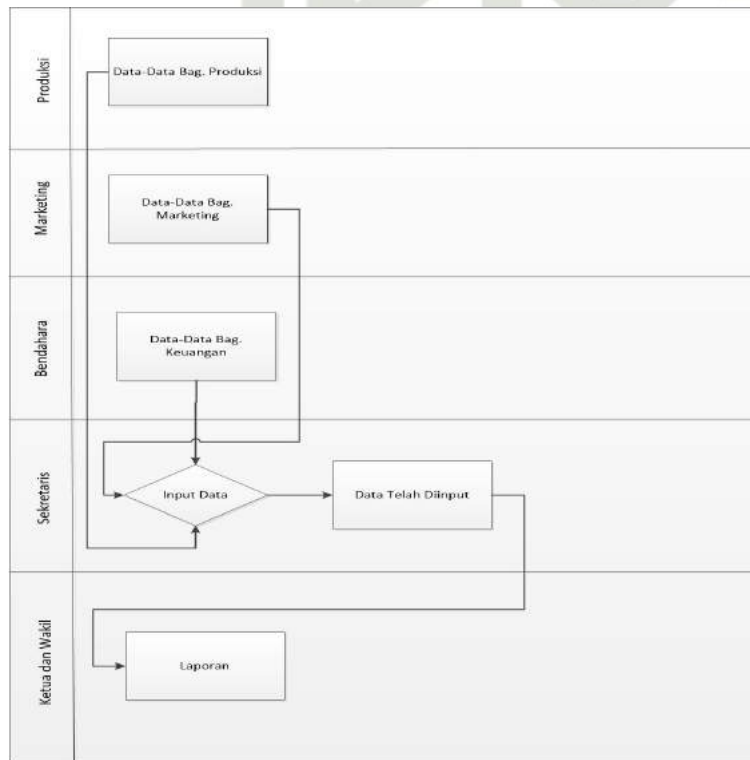 Produksi
Data-Data Bag. Produksi
Marketing
Data-Data Bag.
Marketing
Bendahara
Data-Data Bag.
Keuangan
Sekretaris
Input Data
Data Telah Diinput
Ketua dan Wakil
Laporan